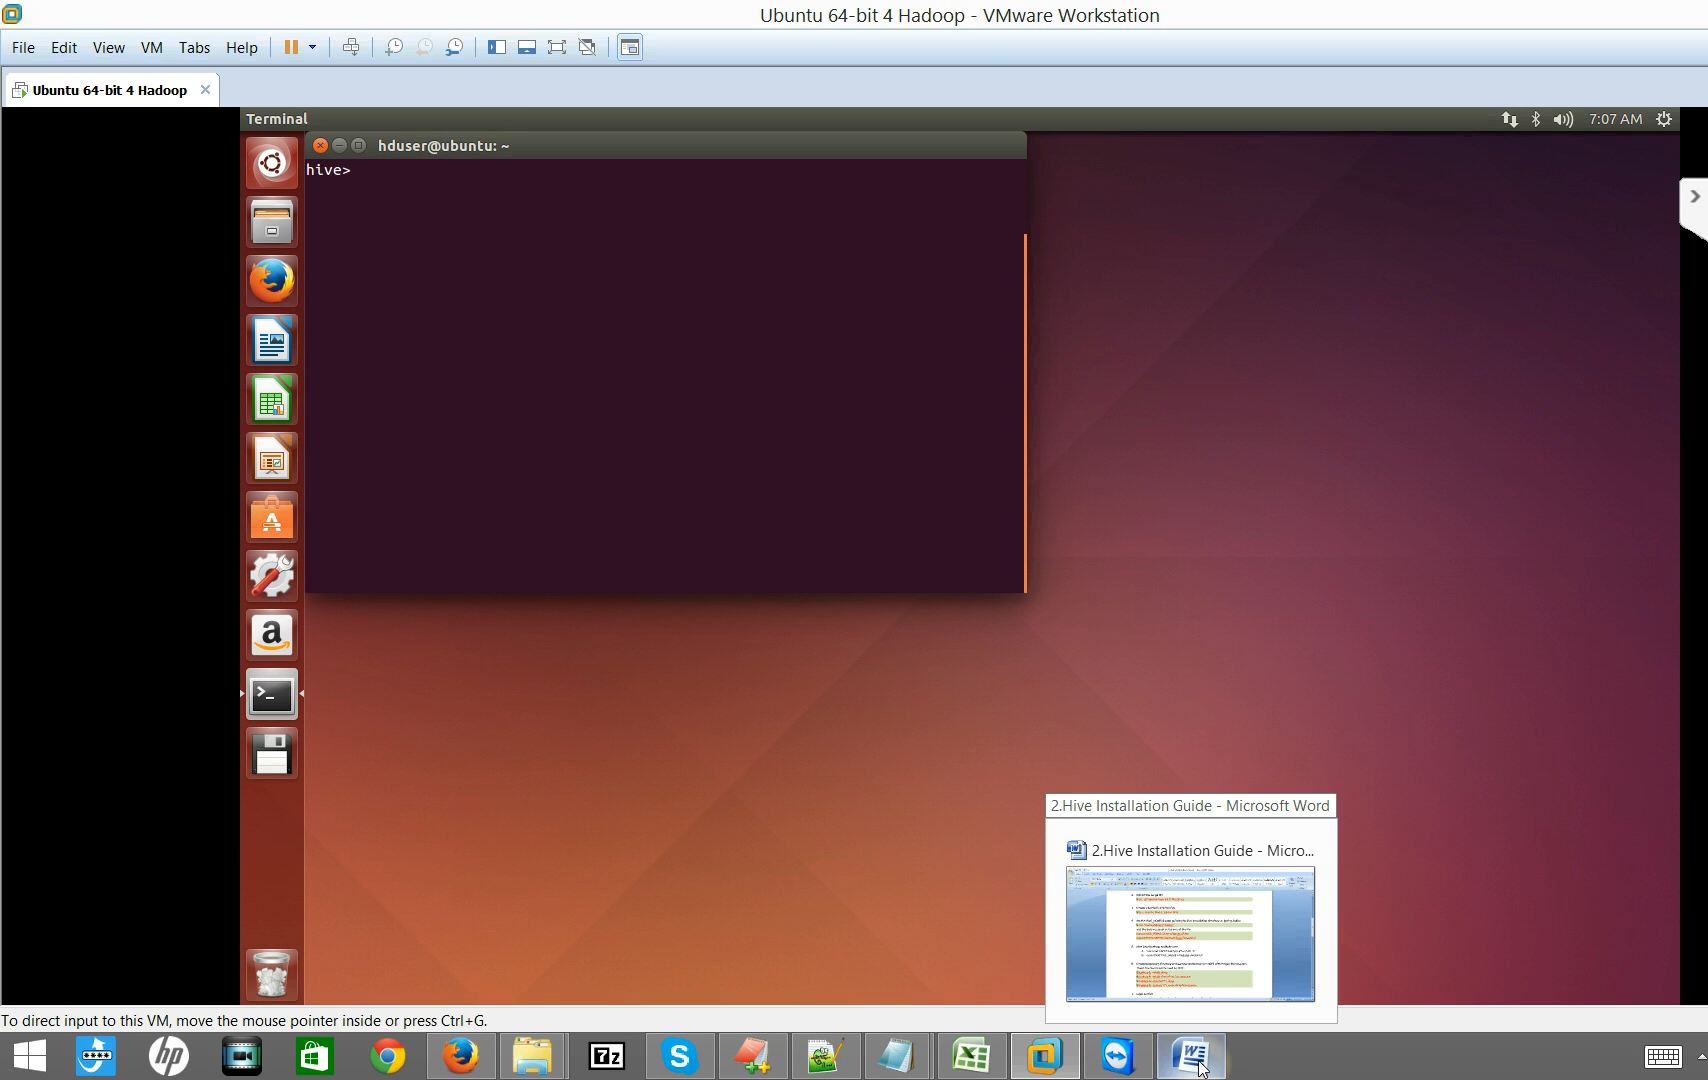 Ubuntu 64-bit 4 Hadoop - VMware Workstation
File Edit View VM Tabs Help
Ubuntu 64-bit 4 Hadoop
Terminal
7:07 AM
hduser@ubuntu: ~
hive>
2.Hive Installation Guide - Microsoft Word
2.Hive Installation Guide - Micro...
To direct input to this VM, move the mouse pointer inside or press Ctrl+G.